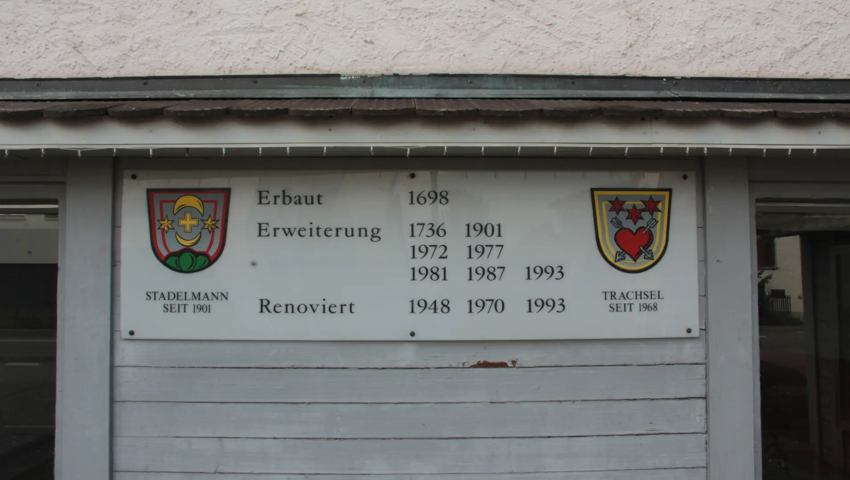 Erbaut 1698
Erweiterung 1736 1901
1972 1977
1981 1987 1993
Renoviert 1948 1970 1993
STADELMANN
SEIT 1901
TRACHSEL
SEIT 1968